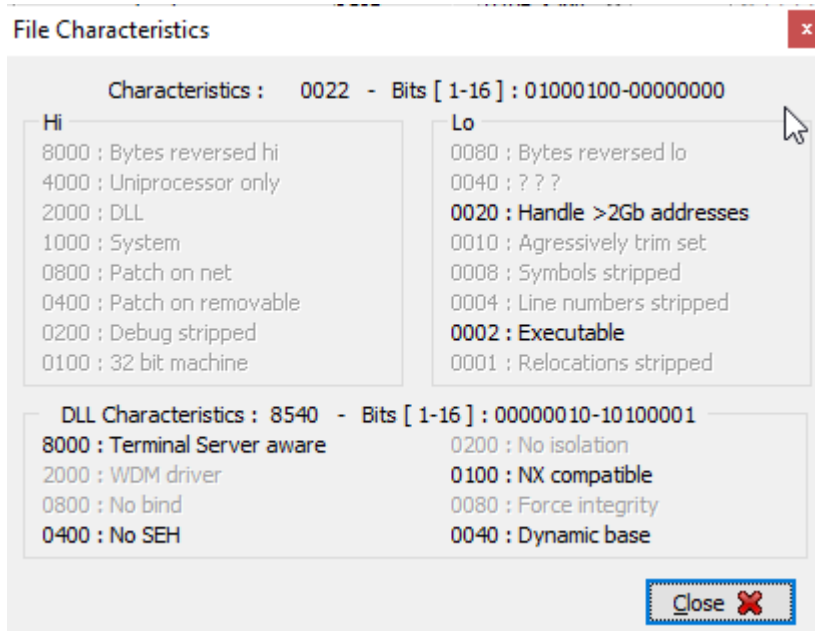 File Characteristics
x
Characteristics : 0022 - Bits [ 1-16 ] : 01000100-00000000
Hi
8000 : Bytes reversed hi
4000 : Uniprocessor only
2000 : DLL
1000 : System
0800 : Patch on net
0400 : Patch on removable
0200 : Debug stripped
0100 : 32 bit machine
Lo
0080 : Bytes reversed lo
0040 : ? ? ?
0020 : Handle >2Gb addresses
0010 : Agressively trim set
0008 : Symbols stripped
0004 : Line numbers stripped
0002 : Executable
0001 : Relocations stripped
DLL Characteristics : 8540 - Bits [ 1-16 ] : 00000010-10100001
8000 : Terminal Server aware
2000 : WDM driver
0800 : No bind
0400 : No SEH
0200 : No isolation
0100 : NX compatible
0080 : Force integrity
0040 : Dynamic base
Close